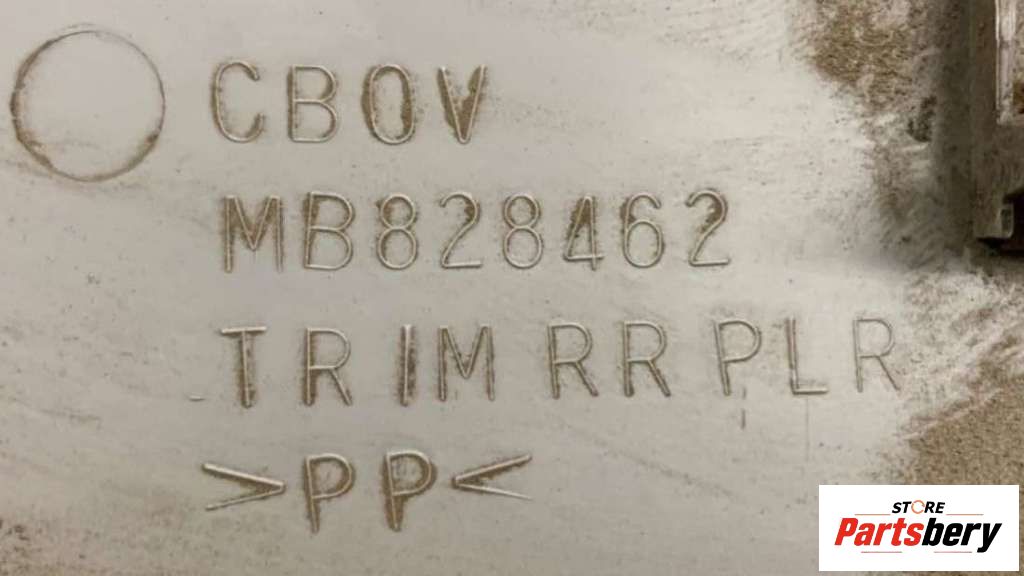 CBOV
MB828462
TRIM RR PLR
>PP<
STORE
Partsbery